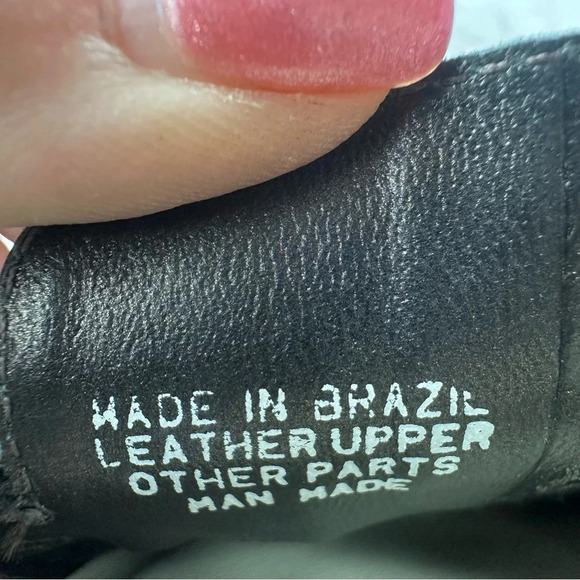 MADE IN BRAZIL
LEATHER UPPER
OTHER PARTS
MAN MADE